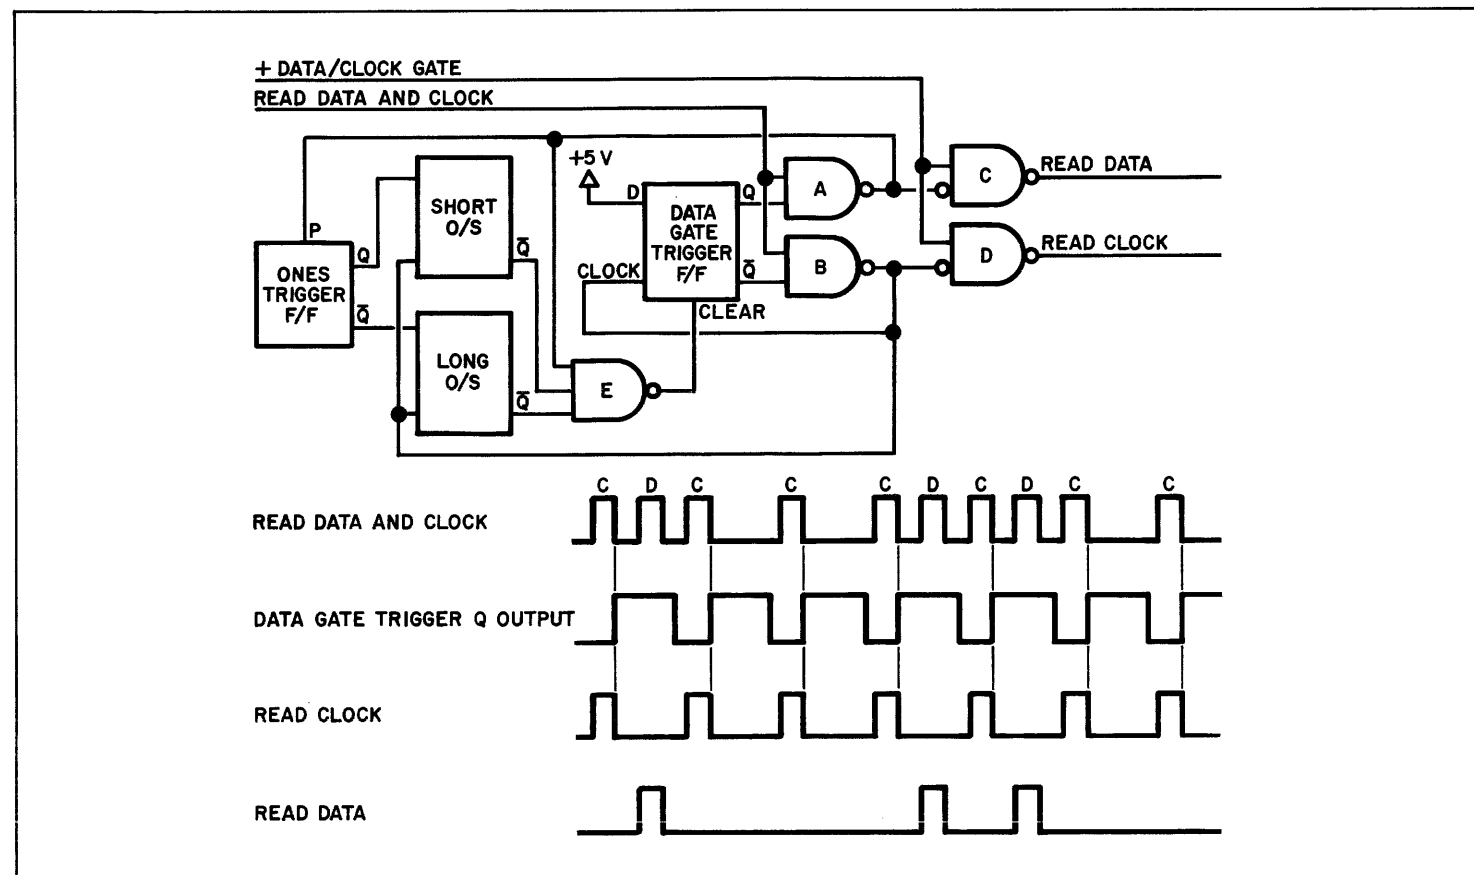 + DATA/CLOCK GATE
READ DATA AND CLOCK
+5 V
P
Q
Q̅
ONES
TRIGGER
F/F
SHORT
O/S
Q̅
LONG
O/S
Q̅
D
Q
DATA
GATE
TRIGGER
F/F
CLOCK
Q̅
CLEAR
A
B
C
D
E
READ DATA
READ CLOCK
C D C C C D C D C C
READ DATA AND CLOCK
DATA GATE TRIGGER Q OUTPUT
READ CLOCK
READ DATA